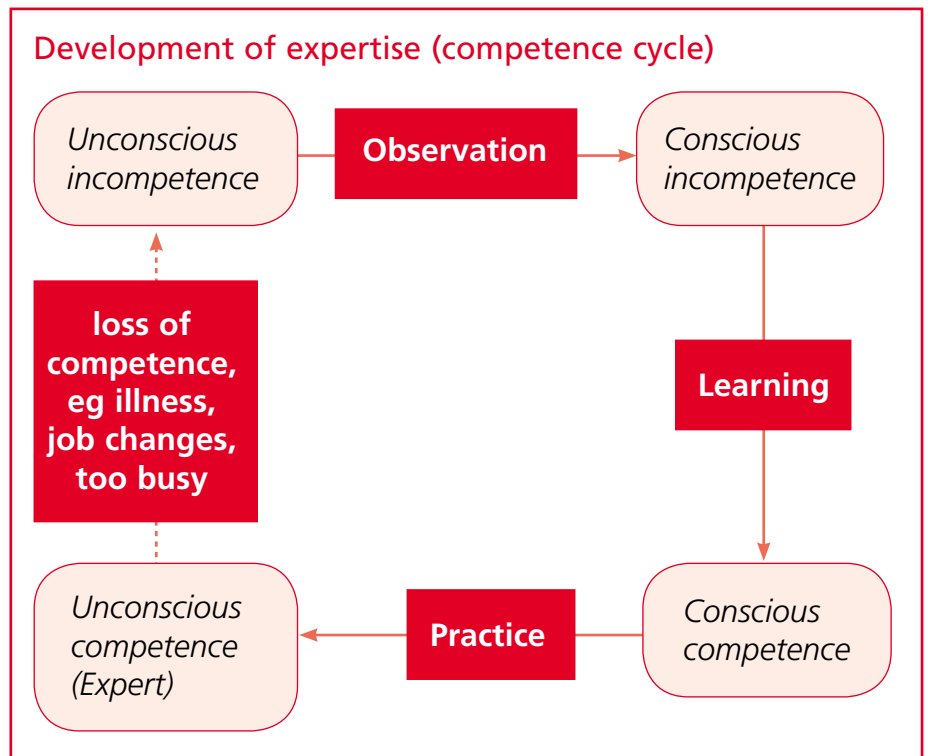 Development of expertise (competence cycle)
Unconscious
incompetence
Observation
Conscious
incompetence
loss of
competence,
eg illness,
job changes,
too busy
Learning
Unconscious
competence
(Expert)
Practice
Conscious
competence